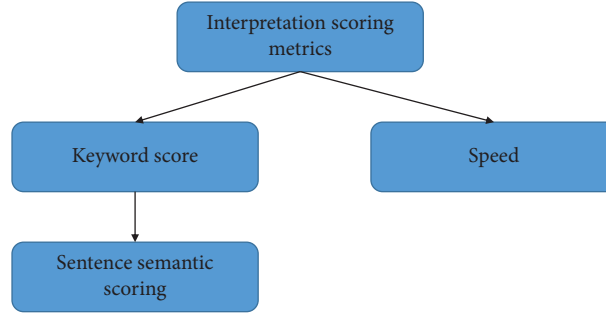 Interpretation scoring
metrics
Keyword score
Speed
Sentence semantic
scoring